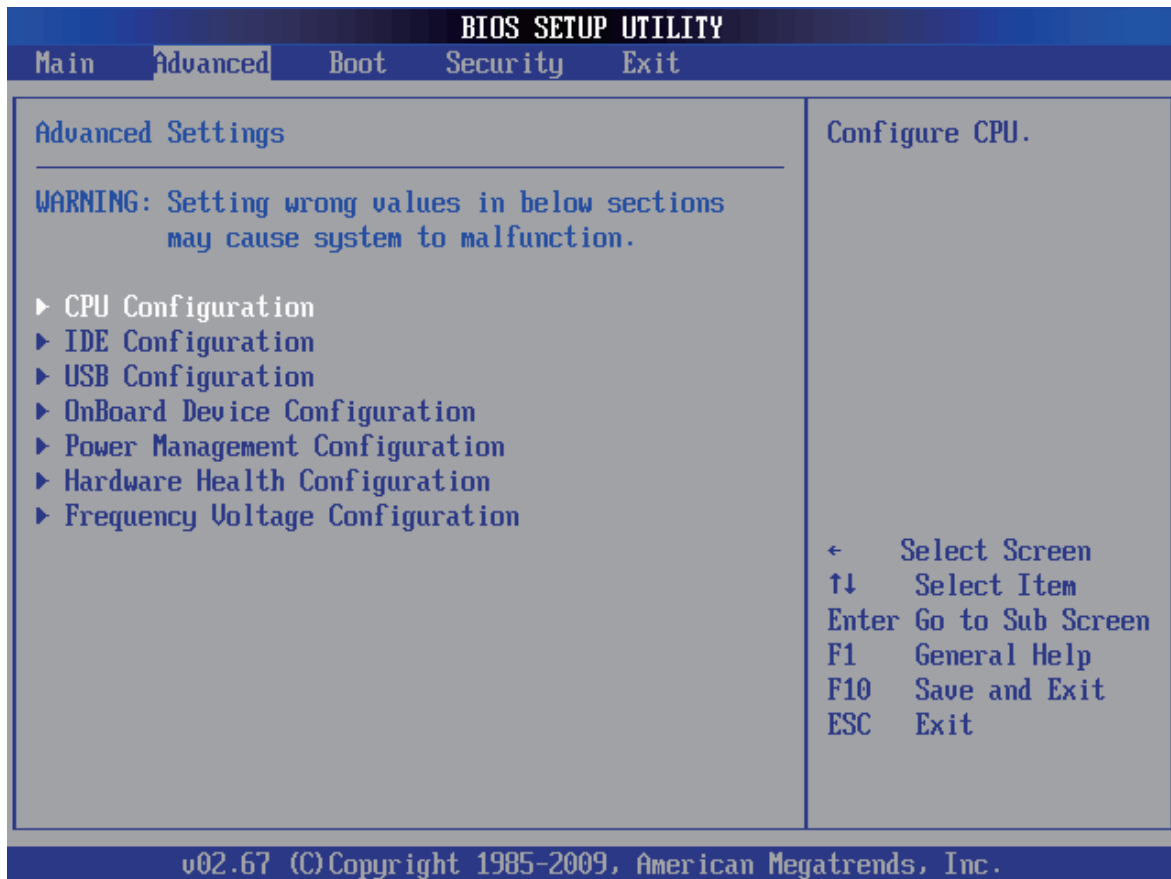 BIOS SETUP UTILITY
Main Advanced Boot Security Exit
Advanced Settings
WARNING: Setting wrong values in below sections
may cause system to malfunction.
▶ CPU Configuration
▶ IDE Configuration
▶ USB Configuration
▶ OnBoard Device Configuration
▶ Power Management Configuration
▶ Hardware Health Configuration
▶ Frequency Voltage Configuration
Configure CPU.
← Select Screen
↑↓ Select Item
Enter Go to Sub Screen
F1 General Help
F10 Save and Exit
ESC Exit
v02.67 (C)Copyright 1985-2009, American Megatrends, Inc.